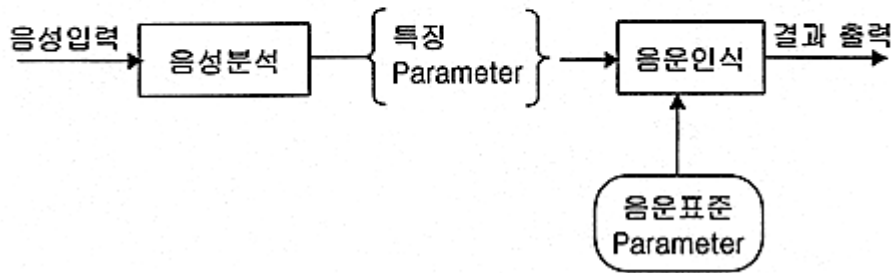 음성입력
음성분석
특징
Parameter
음운인식
결과 출력
음운표준
Parameter